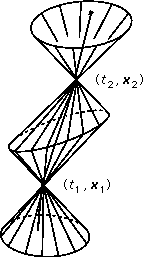 (t₂, x₂)
(t₁, x₁)